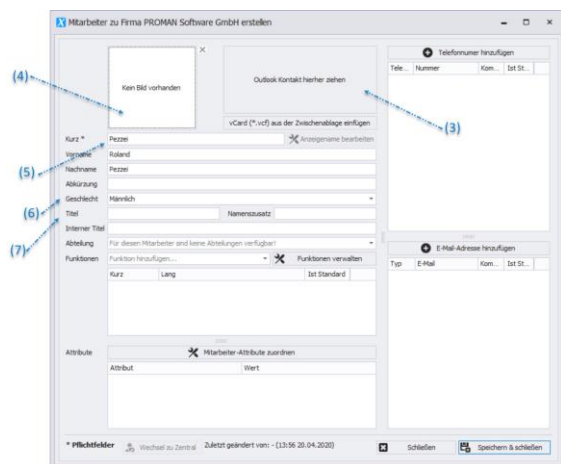 Mitarbeiter zu Firma PROMAN Software GmbH erstellen
(4)
Kein Bild vorhanden
Outlook Kontakt hierher ziehen
vCard (*.vcf) aus der Zwischenablage einfügen
(3)
Telefonnumer hinzufügen
Tele... Nummer Kom... Ist St...
(5)
Kurz * Pezzei Anzeigename bearbeiten
Vorname Roland
Nachname Pezzei
Abkürzung
(6)
Geschlecht Männlich
(7)
Titel Namenszusatz
Interner Titel
Abteilung Für diesen Mitarbeiter sind keine Abteilungen verfügbar!
Funktionen Funktion hinzufügen... Funktionen verwalten
Kurz Lang Ist Standard
E-Mail-Adresse hinzufügen
Typ E-Mail Kom... Ist St...
Attribute Mitarbeiter-Attribute zuordnen
Attribut Wert
* Pflichtfelder Wechsel zu Zentral Zuletzt geändert von: - (13:56 20.04.2020) Schließen Speichern & schließen